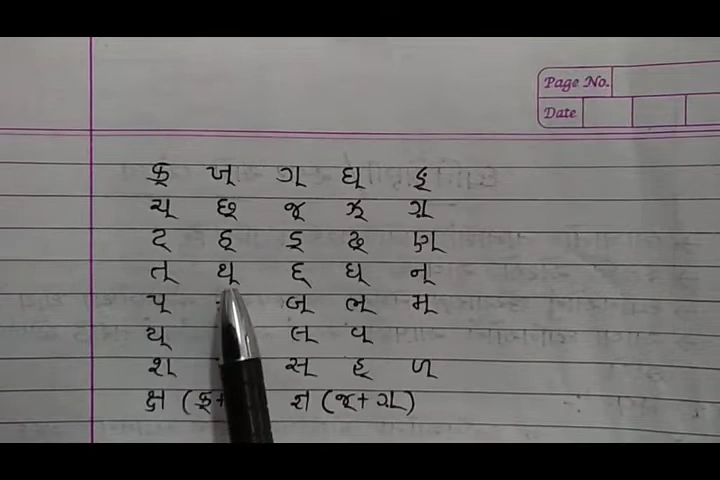 Page No.
Date
क् ख् ग् घ् ङ्
च् छ् ज् झ् ञ्
ट् ठ् ड् ढ् ण्
त् थ् द् ध् न्
प् ब् भ् म्
य् ल् व्
श् स् ह् ळ्
क्ष (क्+ ज्ञ (ज्+ञ्)